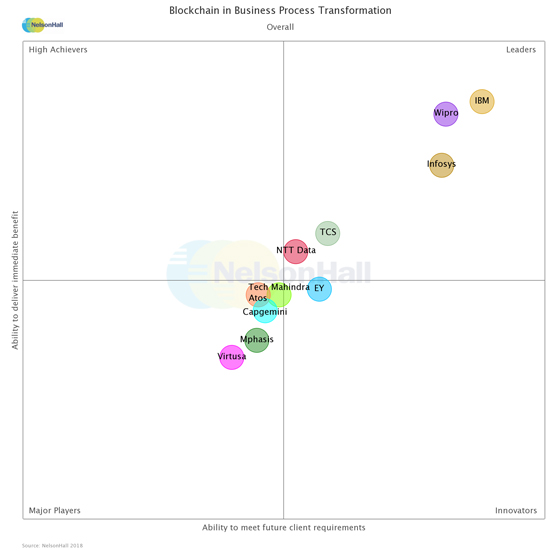 Blockchain in Business Process Transformation
NelsonHall
Overall
High Achievers
Leaders
IBM
Wipro
Infosys
TCS
NTT Data
NelsonHall
Tech Mahindra
EY
Atos
Capgemini
Mphasis
Virtusa
Ability to deliver immediate benefit
Major Players
Innovators
Ability to meet future client requirements
Source: NelsonHall 2018